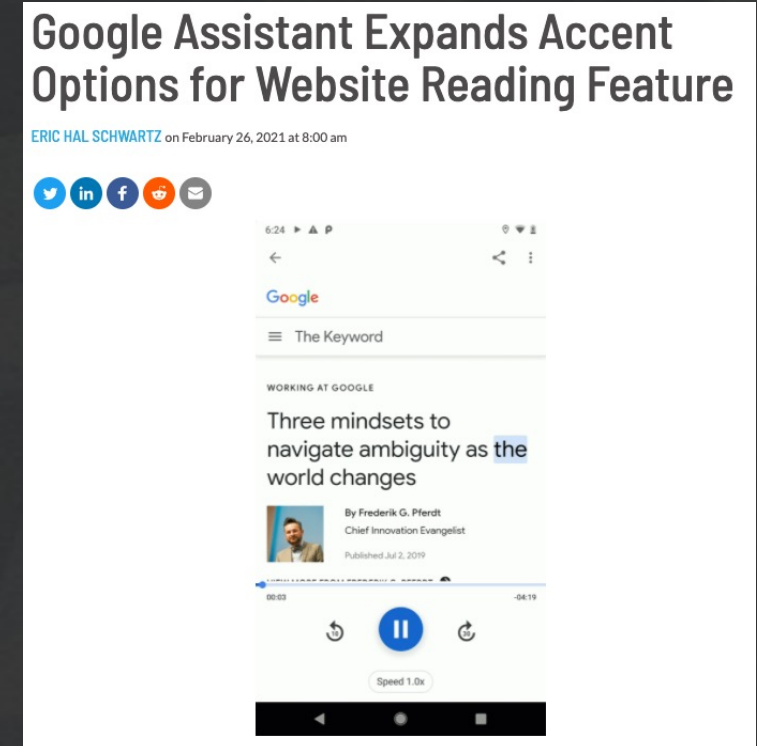 Google Assistant Expands Accent
Options for Website Reading Feature
ERIC HAL SCHWARTZ on February 26, 2021 at 8:00 am
in f
6:24
Google
The Keyword
WORKING AT GOOGLE
Three mindsets to
navigate ambiguity as the
world changes
By Frederik G. Pferdt
Chief Innovation Evangelist
Published Jul 2, 2019
00:03 -04:19
10 30
Speed 1.0x